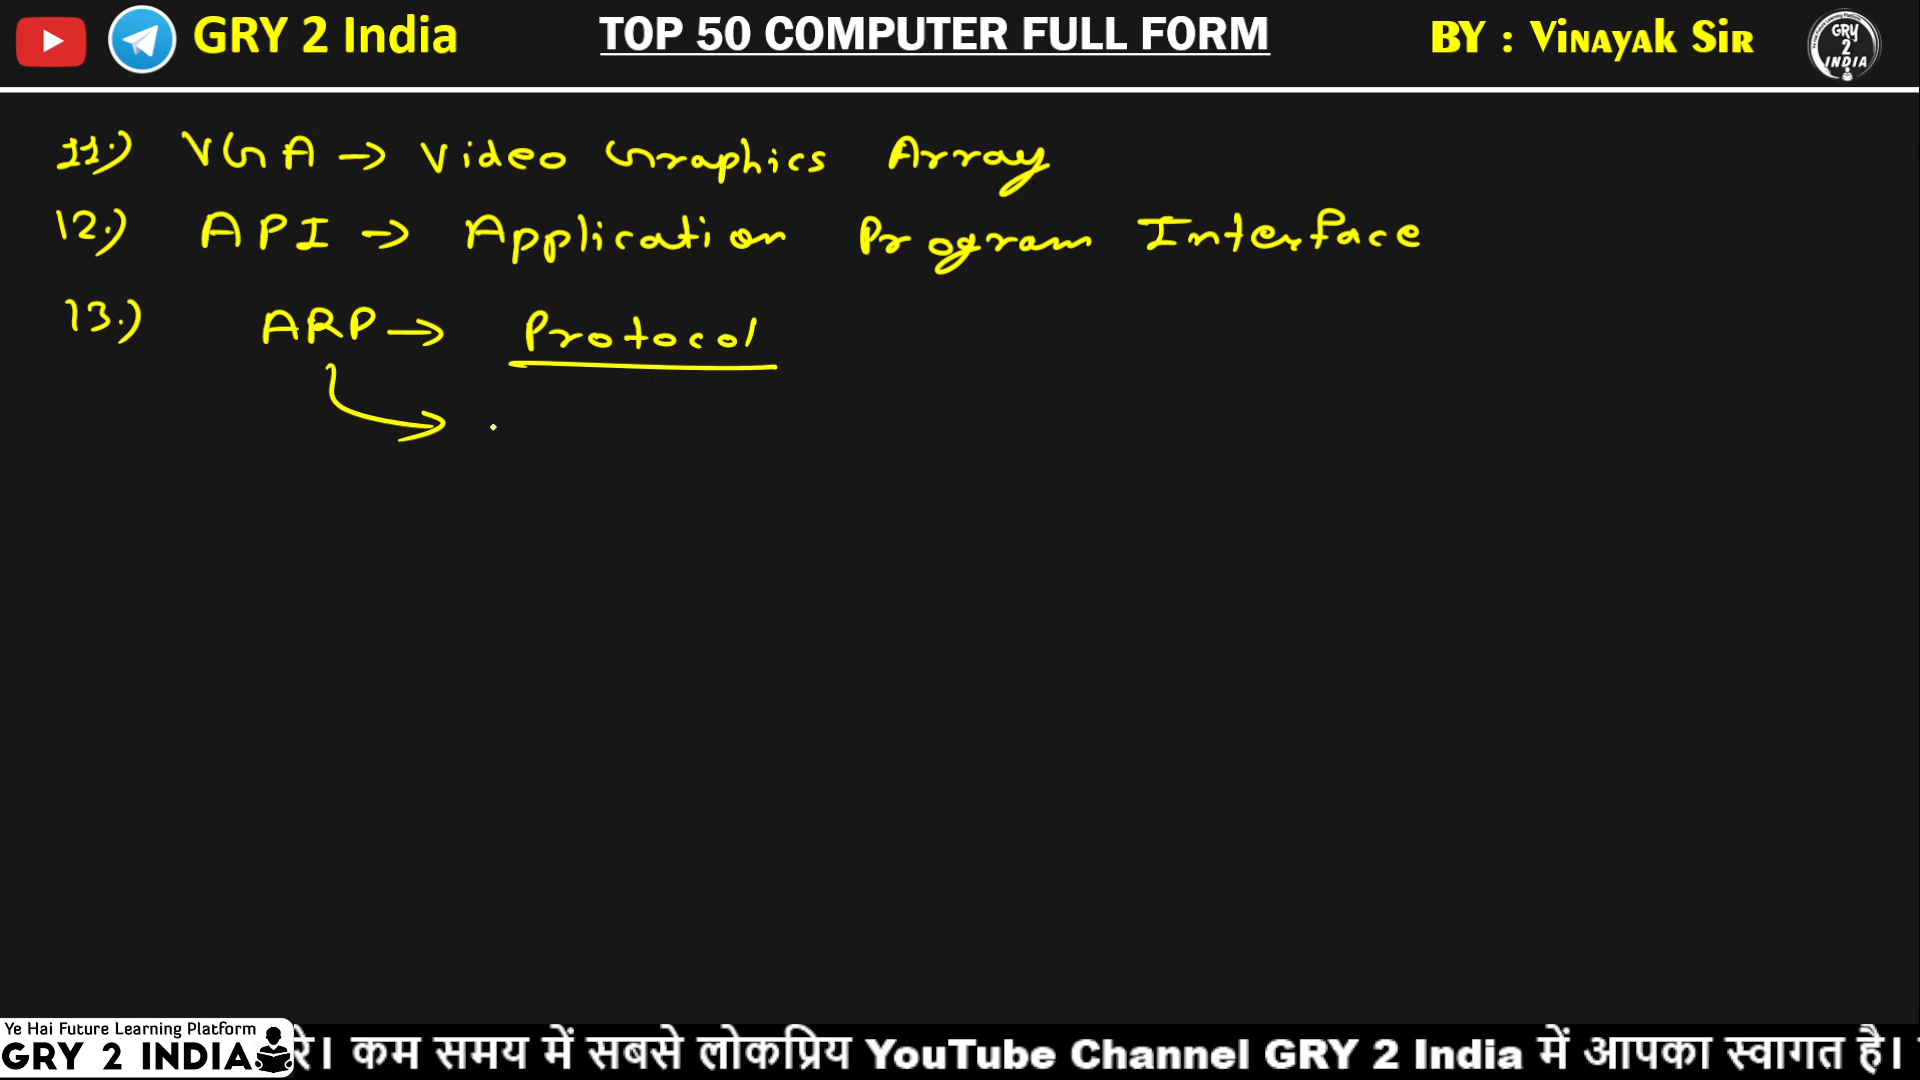 GRY 2 India TOP 50 COMPUTER FULL FORM BY : Vinayak Sir GRY 2 INDIA
11.) VGA → Video Graphics Array
12.) API → Application Program Interface
13.) ARP → Protocol
Ye Hai Future Learning Platform
GRY 2 INDIA रे। कम समय में सबसे लोकप्रिय YouTube Channel GRY 2 India में आपका स्वागत है।